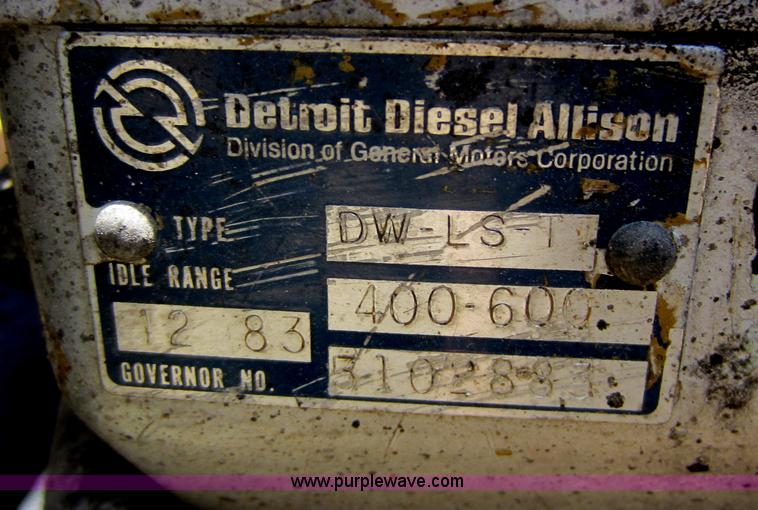 Detroit Diesel Allison
Division of General Motors Corporation
TYPE DW-LS-T
IDLE RANGE 400-600
12 83
GOVERNOR NO.
www.purplewave.com